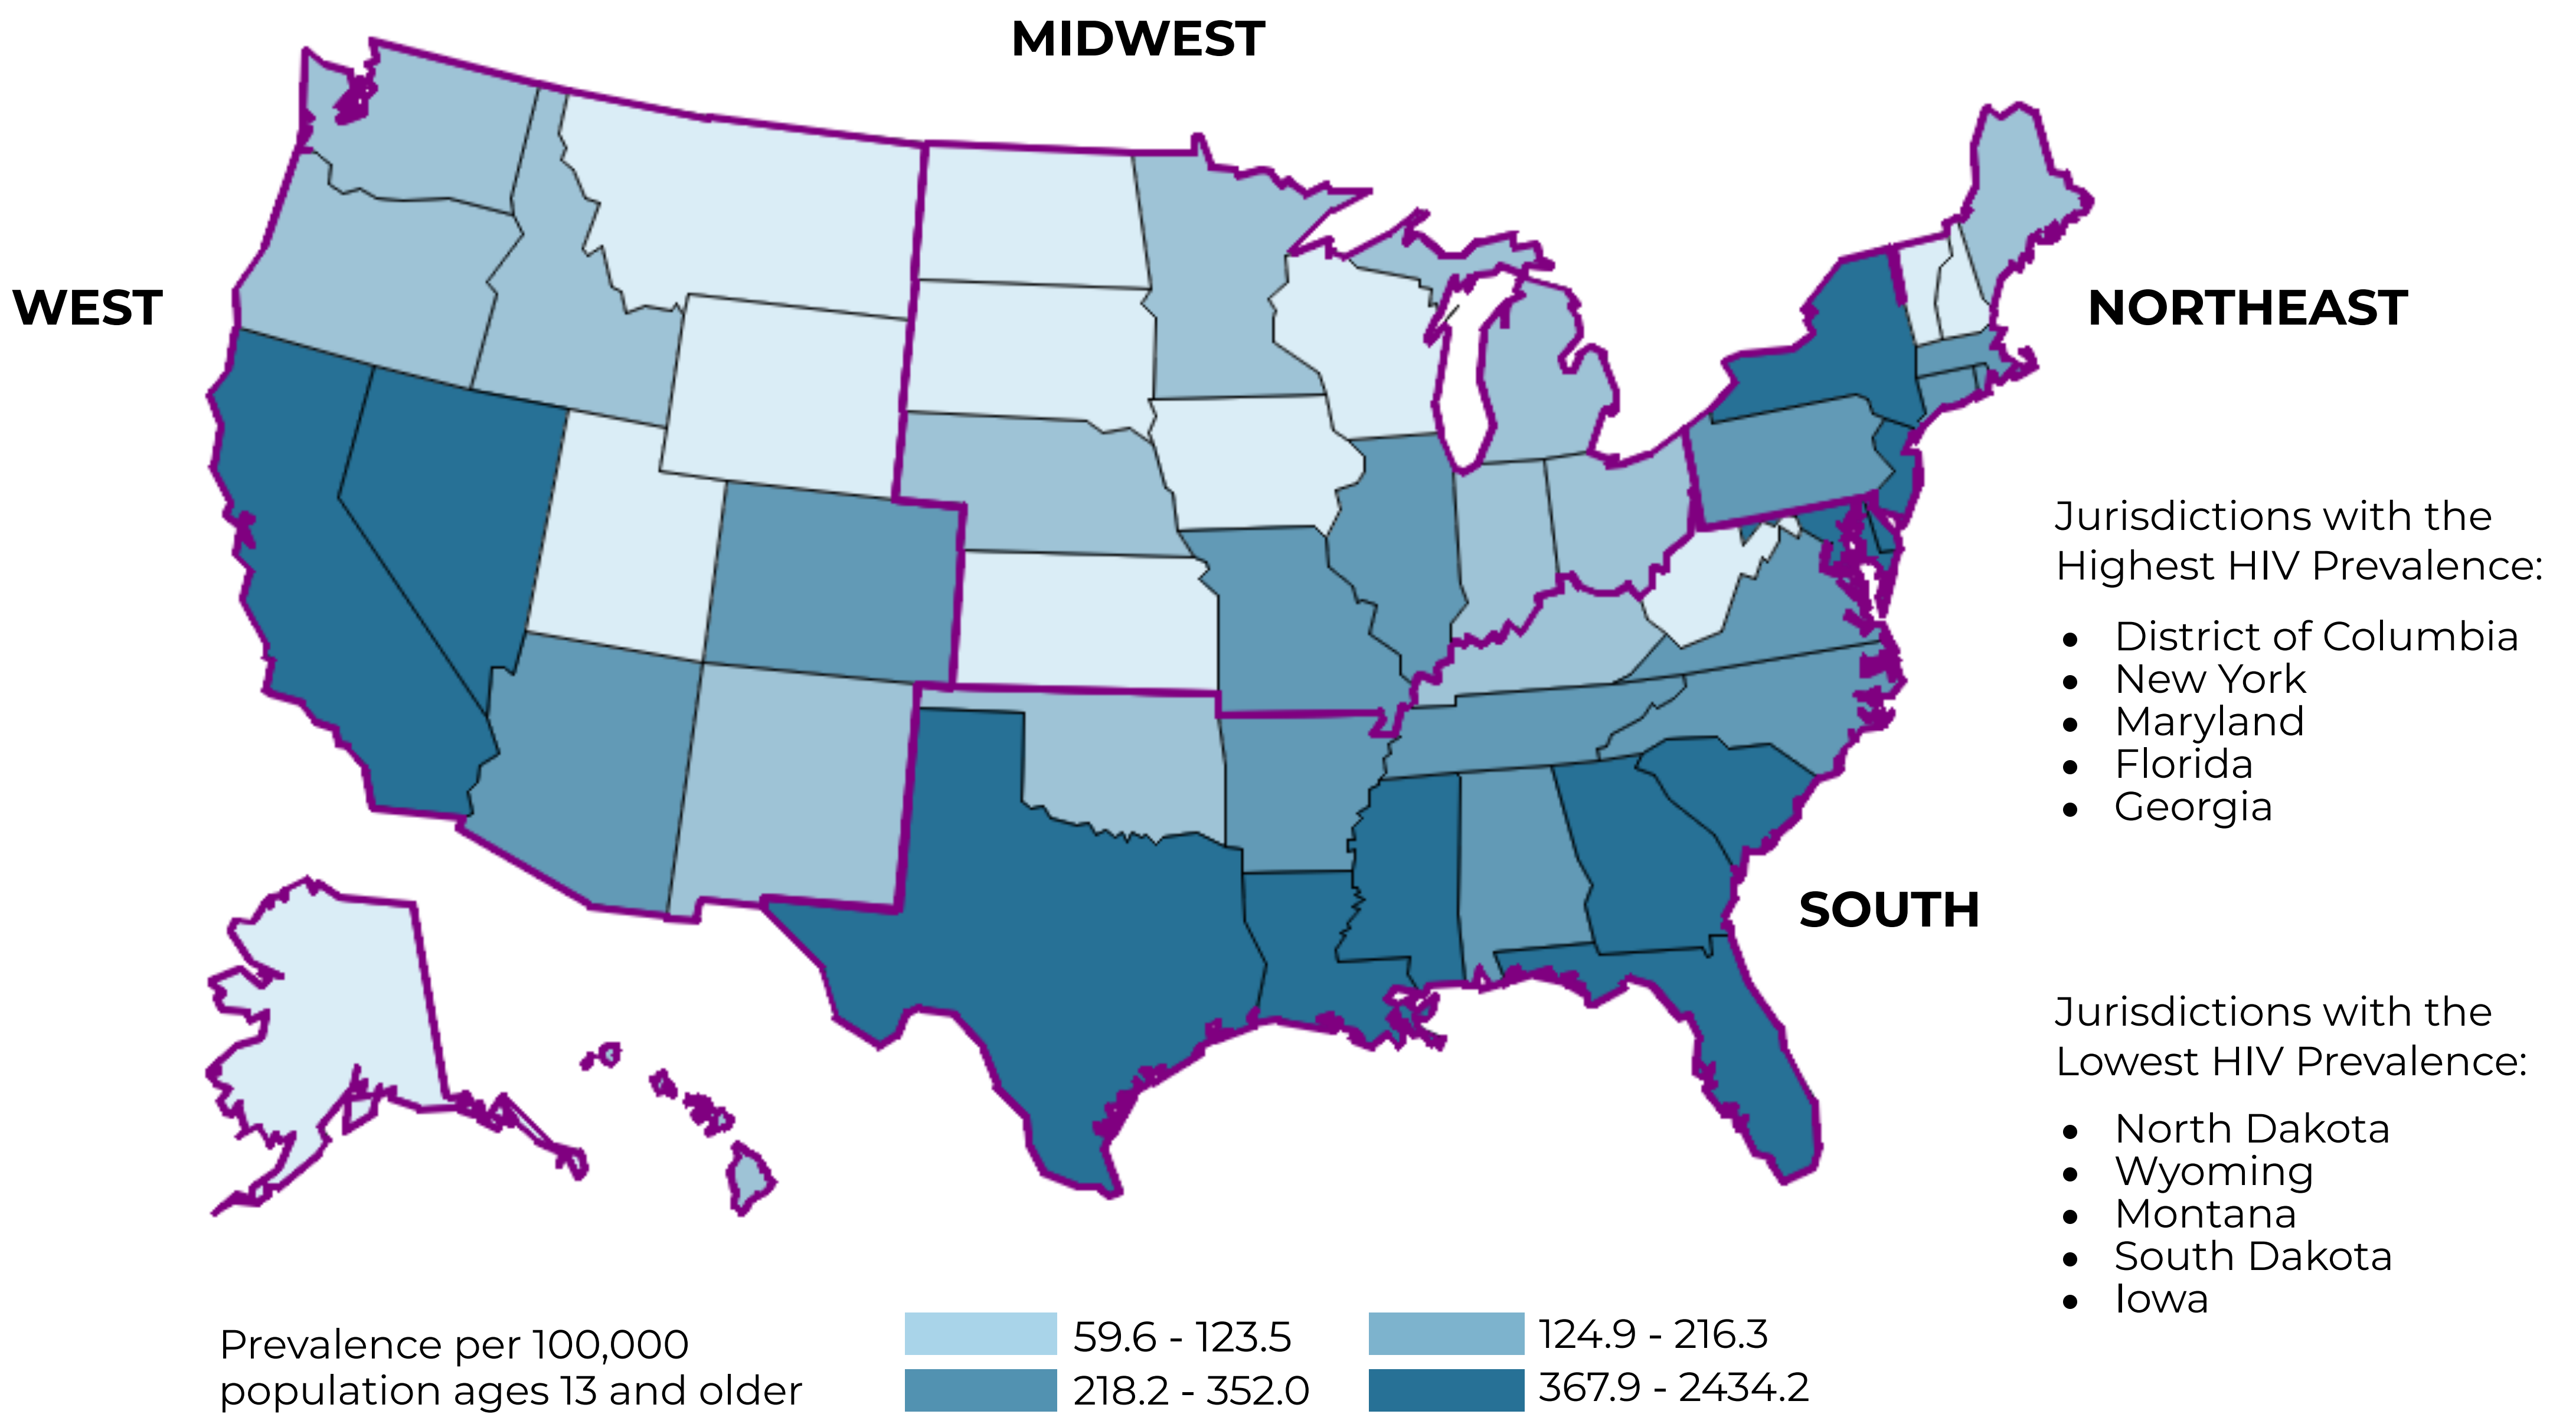 MIDWEST
WEST
NORTHEAST
Jurisdictions with the
Highest HIV Prevalence:
• District of Columbia
• New York
• Maryland
• Florida
• Georgia
SOUTH
Jurisdictions with the
Lowest HIV Prevalence:
• North Dakota
• Wyoming
• Montana
• South Dakota
• Iowa
Prevalence per 100,000
population ages 13 and older
59.6 - 123.5
124.9 - 216.3
218.2 - 352.0
367.9 - 2434.2